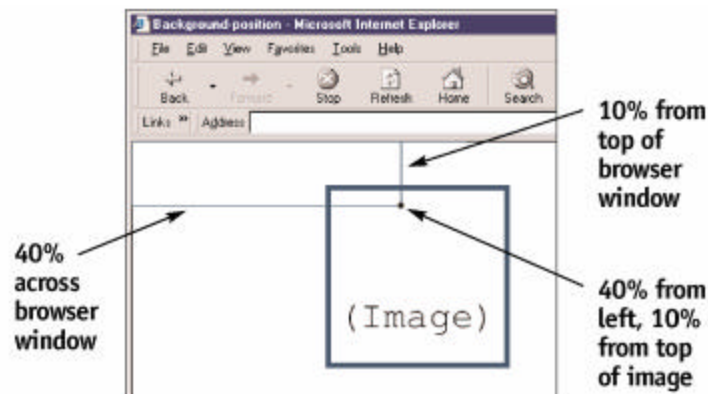 Background-position - Microsoft Internet Explorer
File Edit View Favorites Tools Help
Back Forward Stop Refresh Home Search
Links » Address
10% from
top of
browser
window
40%
across
browser
window
(Image)
40% from
left, 10%
from top
of image